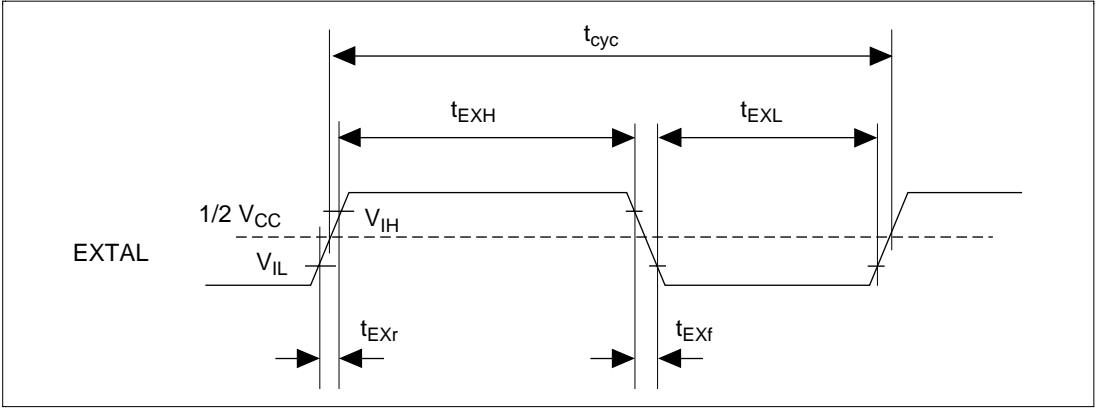 tcyc
tEXH
tEXL
1/2 VCC
VIH
EXTAL
VIL
tEXr
tEXf